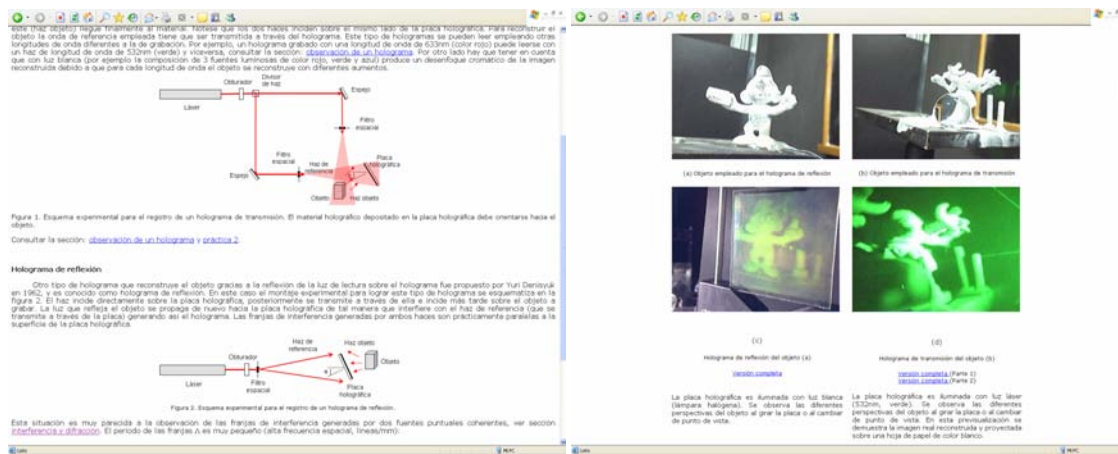 este (haz objeto) llegue finalmente al material. Nótese que los dos haces inciden sobre el mismo lado de la placa holográfica. Para reconstruir el
objeto la onda de referencia empleada tiene que ser transmitida a través del holograma. Este tipo de hologramas se pueden leer empleando otras
longitudes de onda diferentes a la de grabación. Por ejemplo, un holograma grabado con una longitud de onda de 633nm (color rojo) puede leerse con
un haz de longitud de onda de 532nm (verde) y viceversa, consultar la sección: observación de un holograma. Por otro lado hay que tener en cuenta
que con luz blanca (por ejemplo la composición de 3 fuentes luminosas de color rojo, verde y azul) produce un desenfoque cromático de la imagen
reconstruida debido a que para cada longitud de onda el objeto se reconstruye con diferentes aumentos.
Láser
Obturador
Divisor
de haz
Espejo
Filtro
espacial
Placa
holográfica
Espejo
Filtro
espacial
Haz de
referencia
Objeto
Haz objeto
Figura 1. Esquema experimental para el registro de un holograma de transmisión. El material holográfico depositado en la placa holográfica debe orientarse hacia el
objeto.
Consultar la sección: observación de un holograma y práctica 2.
Holograma de reflexión
Otro tipo de holograma que reconstruye el objeto gracias a la reflexión de la luz de lectura sobre el holograma fue propuesto por Yuri Denisyuk
en 1962, y es conocido como holograma de reflexión. En este caso el montaje experimental para lograr este tipo de holograma se esquematiza en la
figura 2. El haz incide directamente sobre la placa holográfica, posteriormente se transmite a través de ella e incide más tarde sobre el objeto a
grabar. La luz que refleja el objeto se propaga de nuevo hacia la placa holográfica de tal manera que interfiere con el haz de referencia (que se
transmite a través de la placa) generando así el holograma. Las franjas de interferencia generadas por ambos haces son prácticamente paralelas a la
superficie de la placa holográfica.
Láser
Obturador
Filtro
espacial
Haz de
referencia
Haz objeto
Objeto
Placa
holográfica
Figura 2. Esquema experimental para el registro de un holograma de reflexión.
Esta situación es muy parecida a la observación de las franjas de interferencia generadas por dos fuentes puntuales coherentes, ver sección
interferencia y difracción. El período de las franjas Λ es muy pequeño (alta frecuencia espacial, líneas/mm):
Listo
Mi PC
(a) Objeto empleado para el holograma de reflexión
(b) Objeto empleado para el holograma de transmisión
(c)
(d)
Holograma de reflexión del objeto (a)
Holograma de transmisión del objeto (b)
Versión completa
Versión completa (Parte 1)
Versión completa (Parte 2)
La placa holográfica es iluminada con luz blanca
(lámpara halógena). Se observa las diferentes
perspectivas del objeto al girar la placa o al cambiar
de punto de vista.
La placa holográfica es iluminada con luz láser
(532nm, verde). Se observa las diferentes
perspectivas del objeto al girar la placa o al cambiar
de punto de vista. En esta previsualización se
demuestra la imagen real reconstruida y proyectada
sobre una hoja de papel de color blanco.
Listo
Mi PC